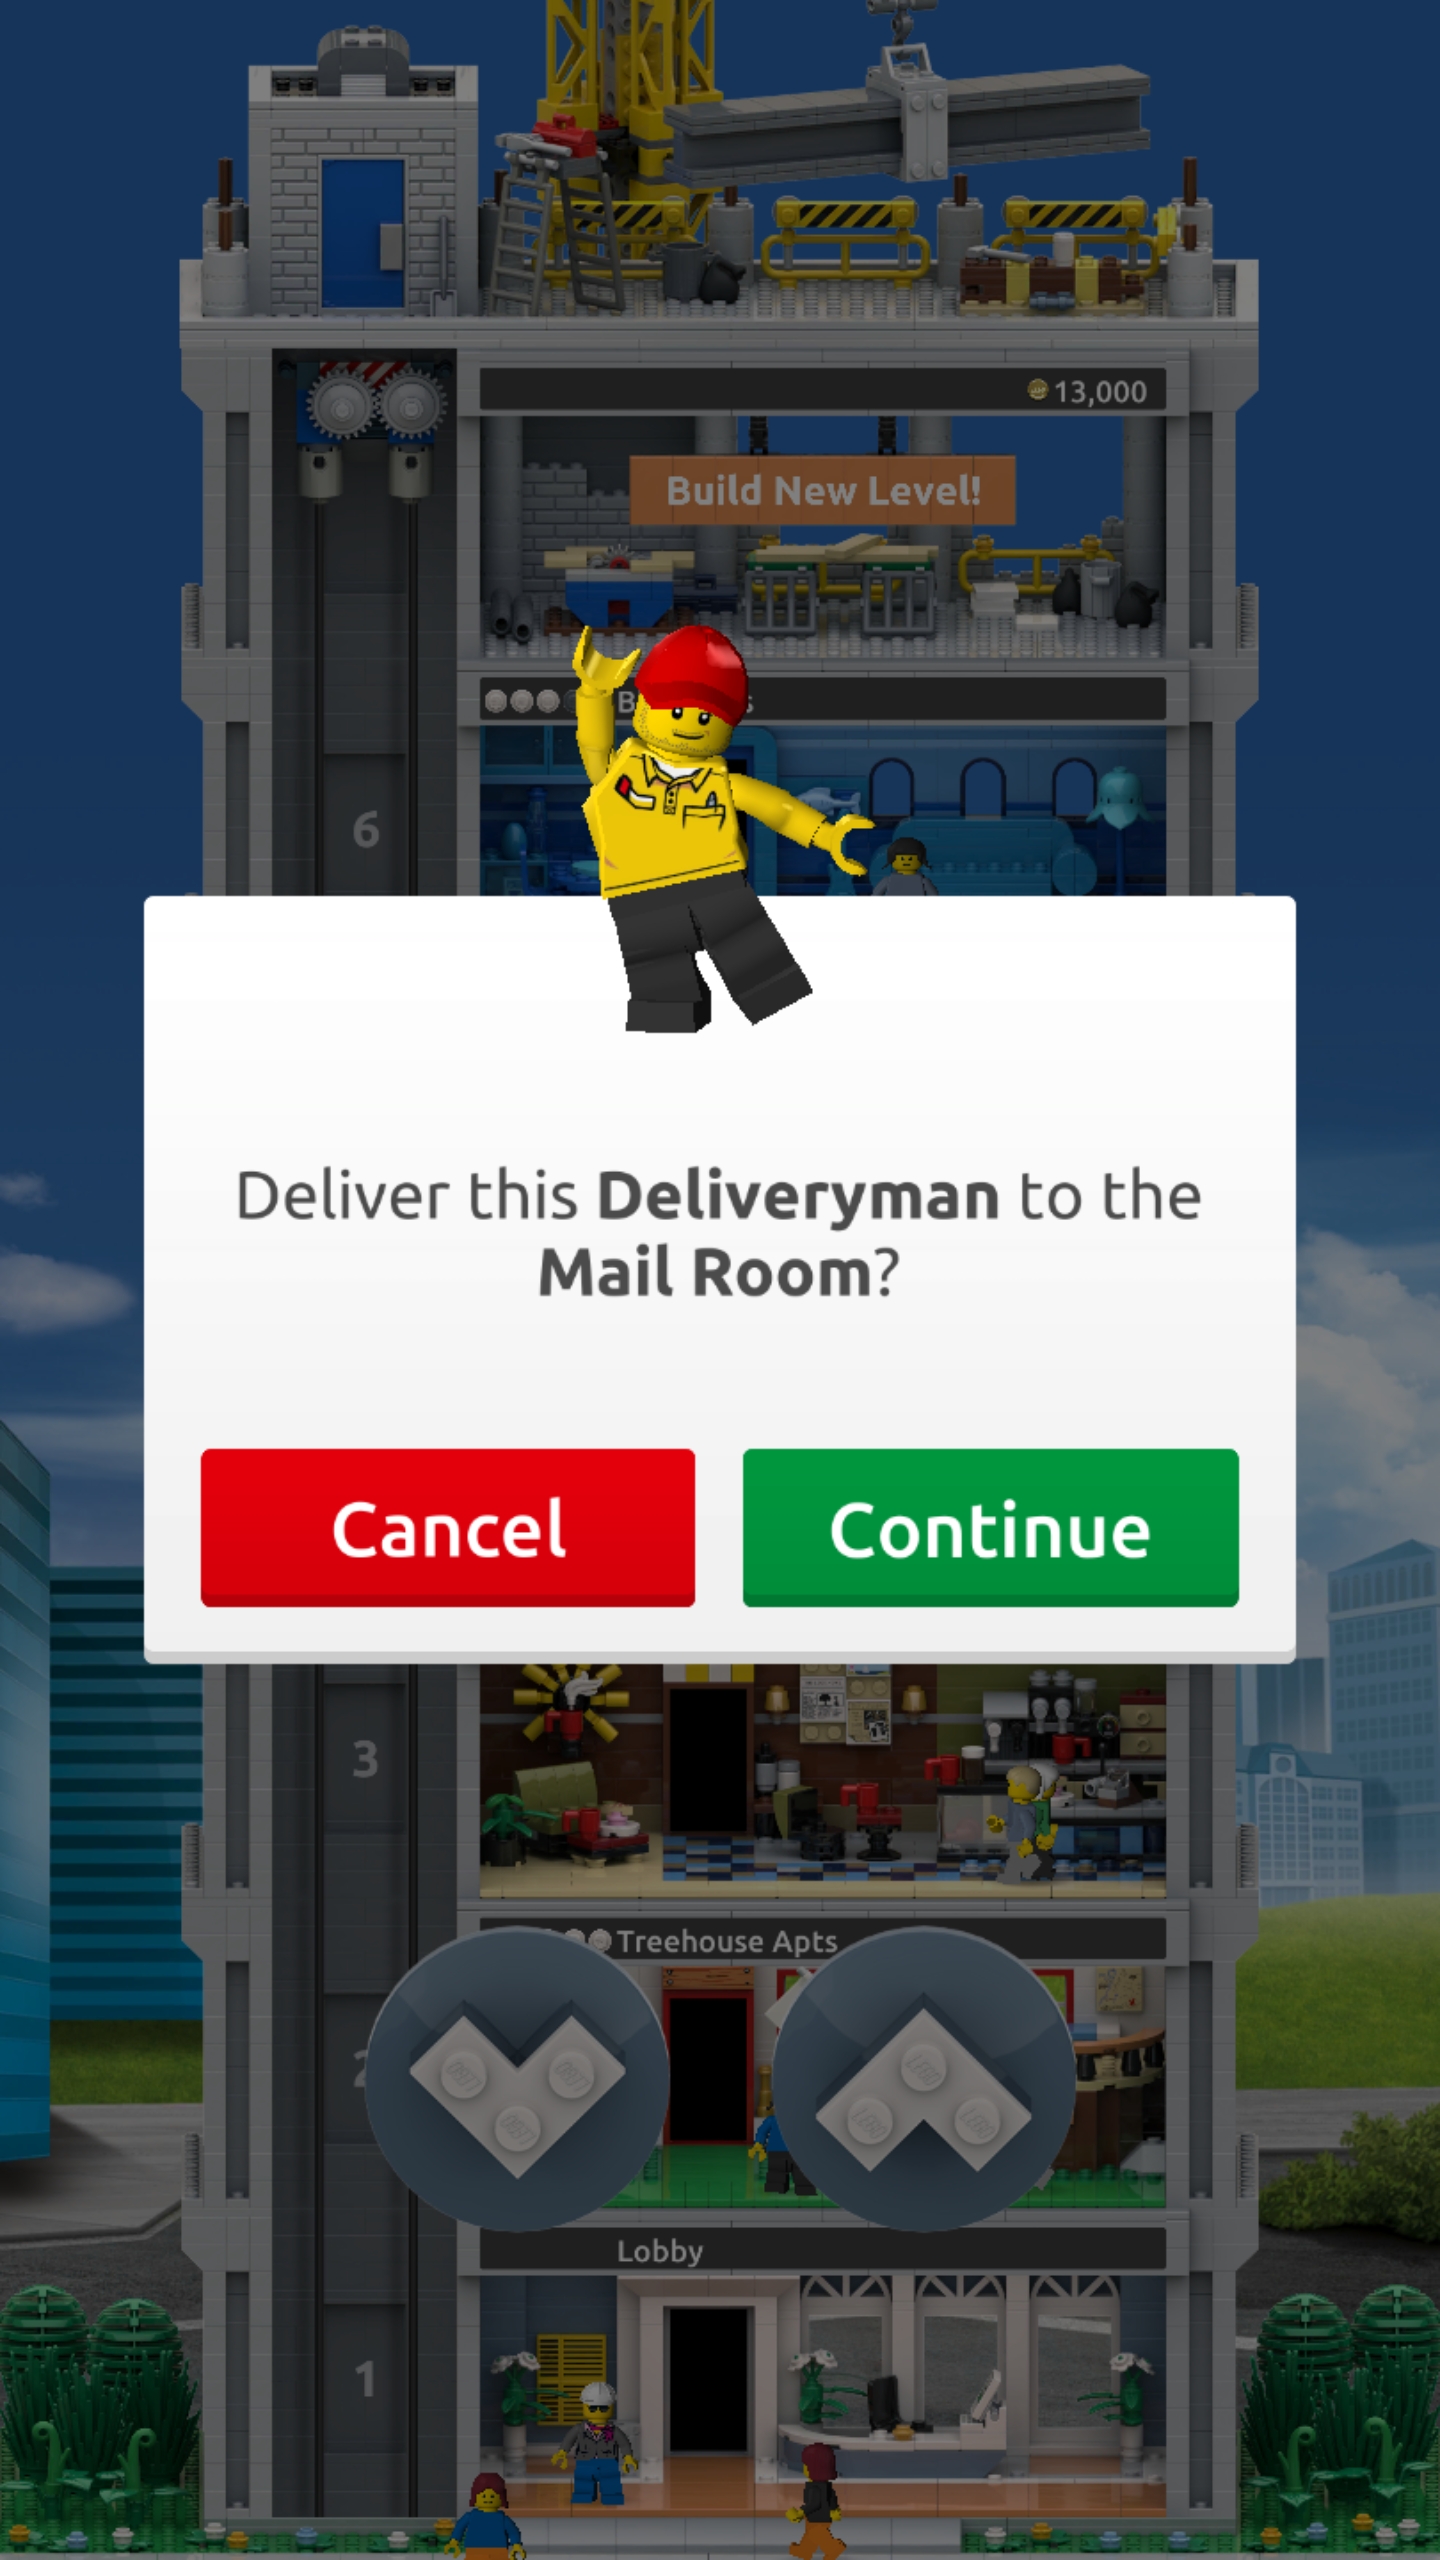 13,000
Build New Level!
6
Deliver this Deliveryman to the
Mail Room?
Cancel
Continue
3
Treehouse Apts
2
Lobby
1